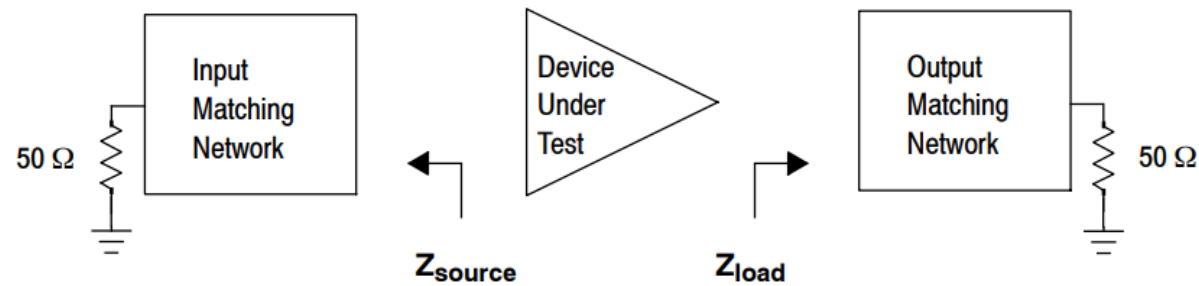 Input
Matching
Network
Device
Under
Test
Output
Matching
Network
50 Ω
50 Ω
Zsource
Zload